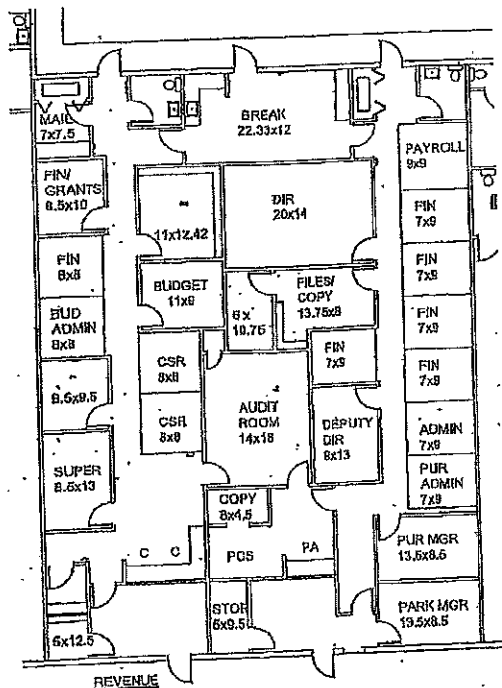 MAIL
7x7.5
BREAK
22.33x12
PAYROLL
9x9
FIN/
GRANTS
8.5x10
11x12.42
DIR
20x14
FIN
7x9
FIN
8x8
BUDGET
11x9
FILES/
COPY
13.75x8
FIN
7x9
BUD
ADMIN
8x8
6x
10.75
FIN
7x9
CSR
8x8
FIN
7x9
FIN
7x9
8.5x9.5
CSR
8x8
AUDIT
ROOM
14x18
DEPUTY
DIR
8x13
ADMIN
7x9
SUPER
8.5x13
PUR
ADMIN
7x9
COPY
8x4.5
C C
PCS
PA
PUR MGR
13.5x8.5
STOR
5x9.5
PARK MGR
13.5x8.5
6x12.5
REVENUE